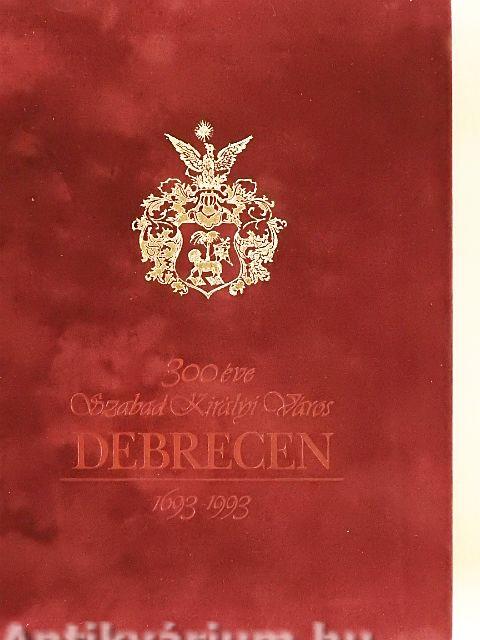 300 éve
Szabad Királyi Város
DEBRECEN
1693-1993
Antikvárium.hu